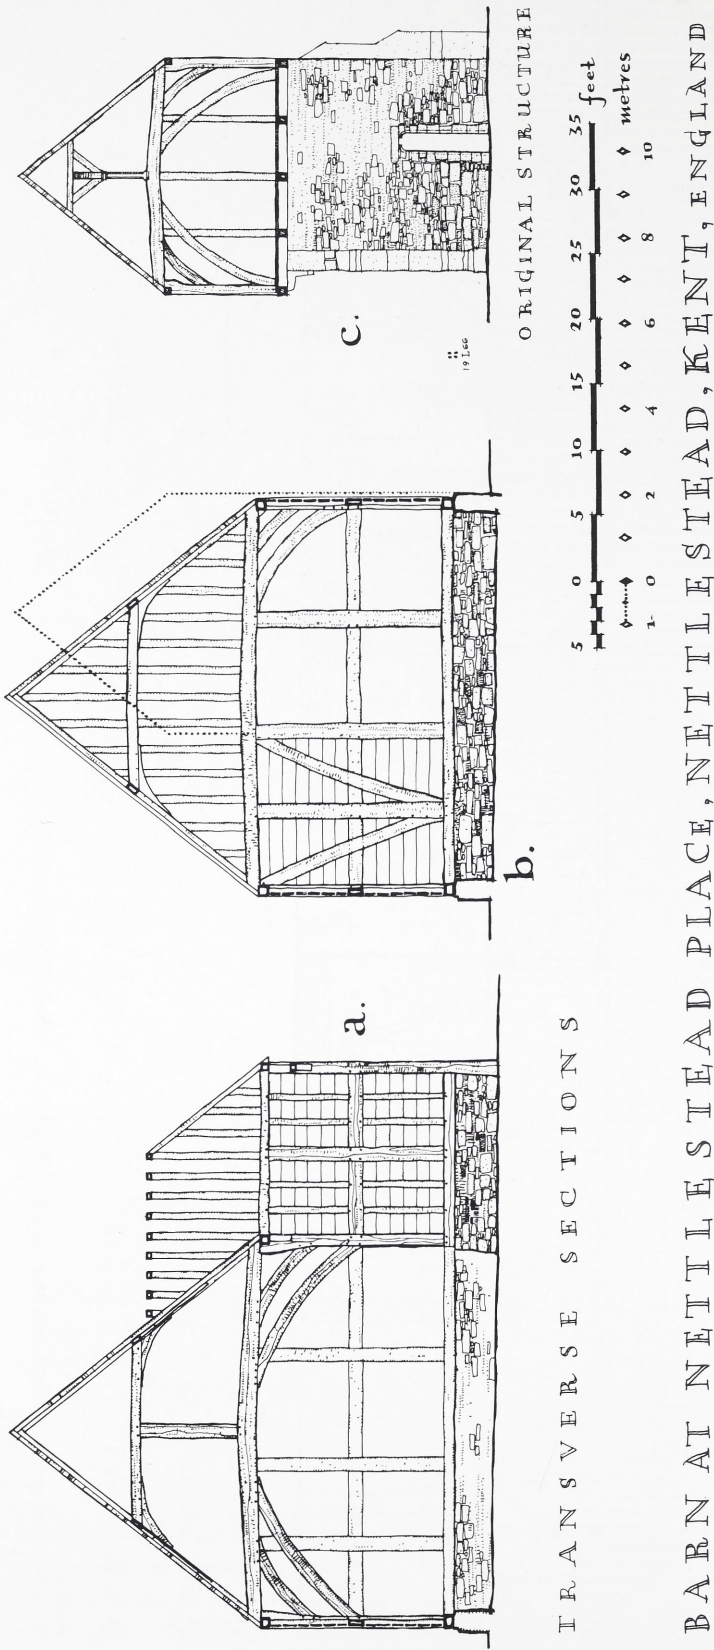 a.
b.
c.
TRANSVERSE SECTIONS
ORIGINAL STRUCTURE
5 0 5 10 15 20 25 30 35 feet
1- 0 2 4 6 8 10 metres
BARN AT NETTLESTEAD PLACE, NETTLESTEAD, KENT, ENGLAND